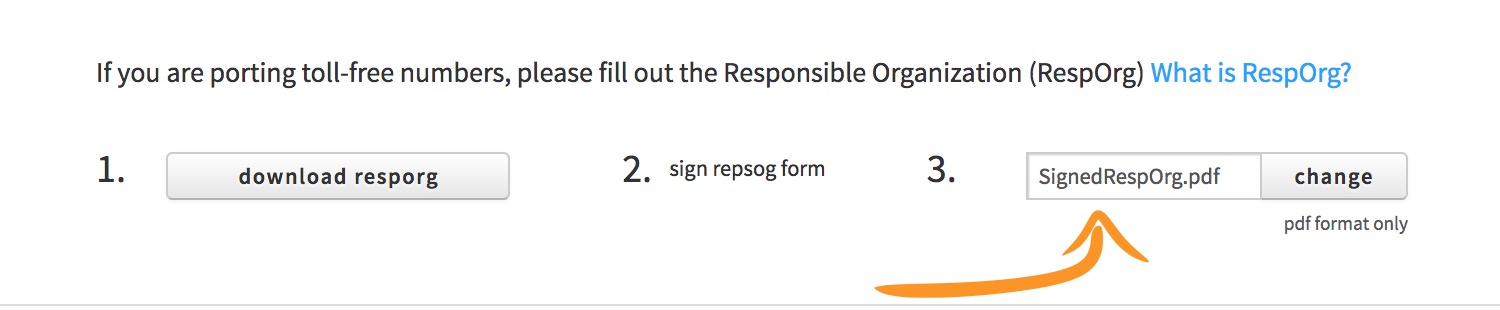 If you are porting toll-free numbers, please fill out the Responsible Organization (RespOrg) What is RespOrg?
1. download resporg 2. sign repsog form 3. SignedRespOrg.pdf change
pdf format only